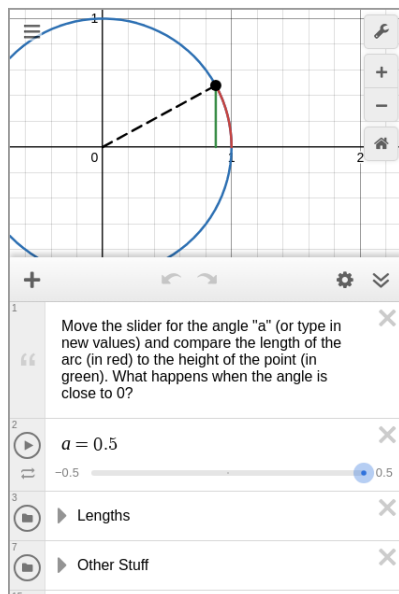 1
0
1
2
1
Move the slider for the angle "a" (or type in
new values) and compare the length of the
arc (in red) to the height of the point (in
green). What happens when the angle is
close to 0?
2
a = 0.5
−0.5
0.5
3
Lengths
7
Other Stuff